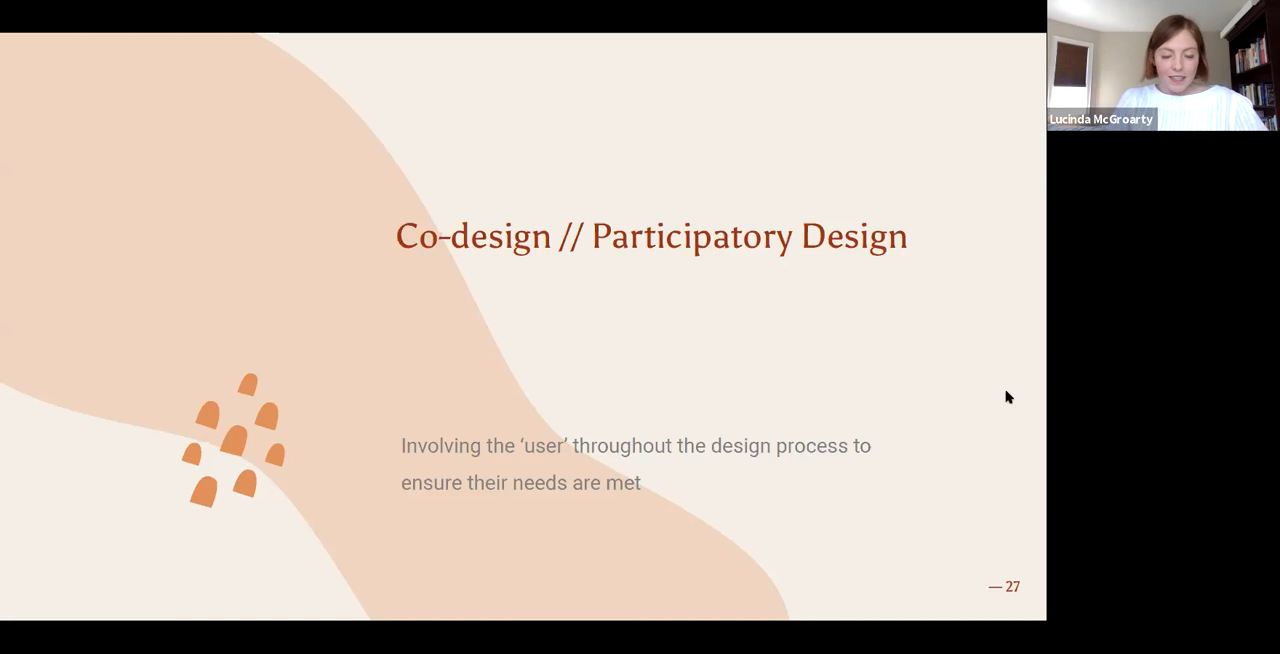 Co-design // Participatory Design
Involving the ‘user’ throughout the design process to
ensure their needs are met
— 27
Lucinda McGroarty